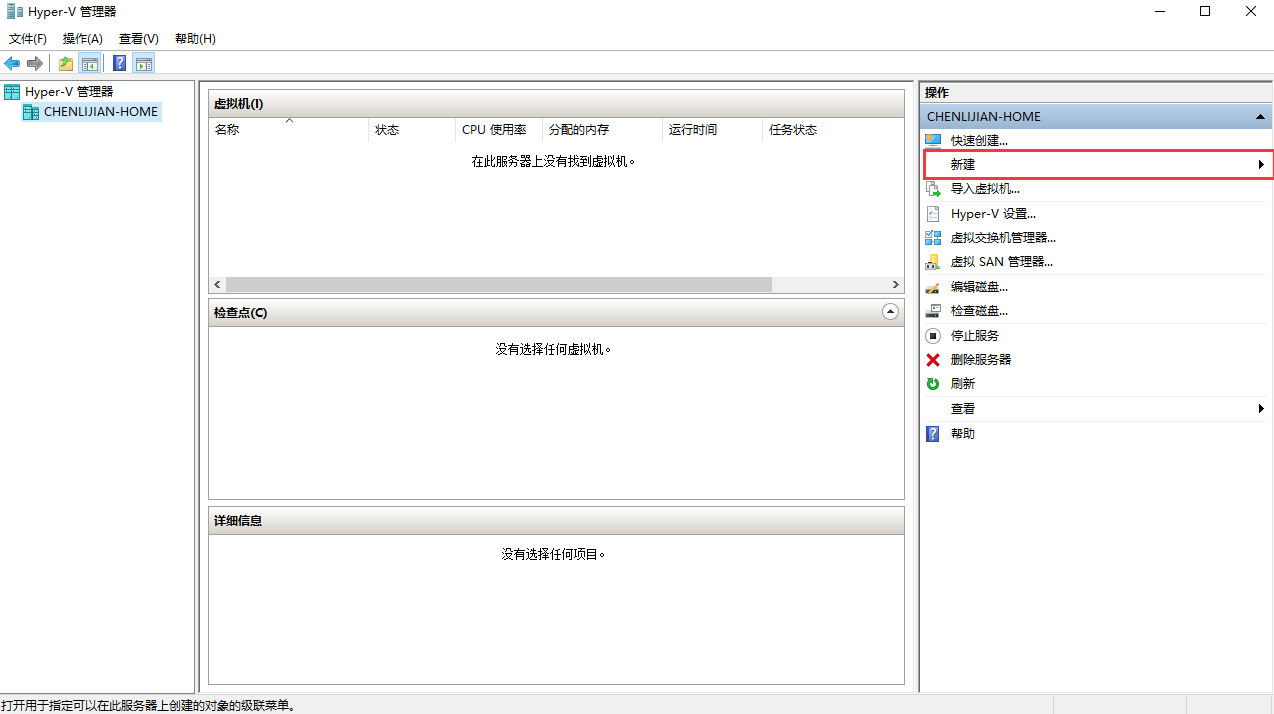 Hyper-V 管理器
文件(F) 操作(A) 查看(V) 帮助(H)
Hyper-V 管理器
CHENLIJIAN-HOME
虚拟机(I)
名称 状态 CPU 使用率 分配的内存 运行时间 任务状态
在此服务器上没有找到虚拟机。
检查点(C)
没有选择任何虚拟机。
详细信息
没有选择任何项目。
操作
CHENLIJIAN-HOME
快速创建...
新建
导入虚拟机...
Hyper-V 设置...
虚拟交换机管理器...
虚拟 SAN 管理器...
编辑磁盘...
检查磁盘...
停止服务
删除服务器
刷新
查看
帮助
打开用于指定可以在此服务器上创建的对象的级联菜单。